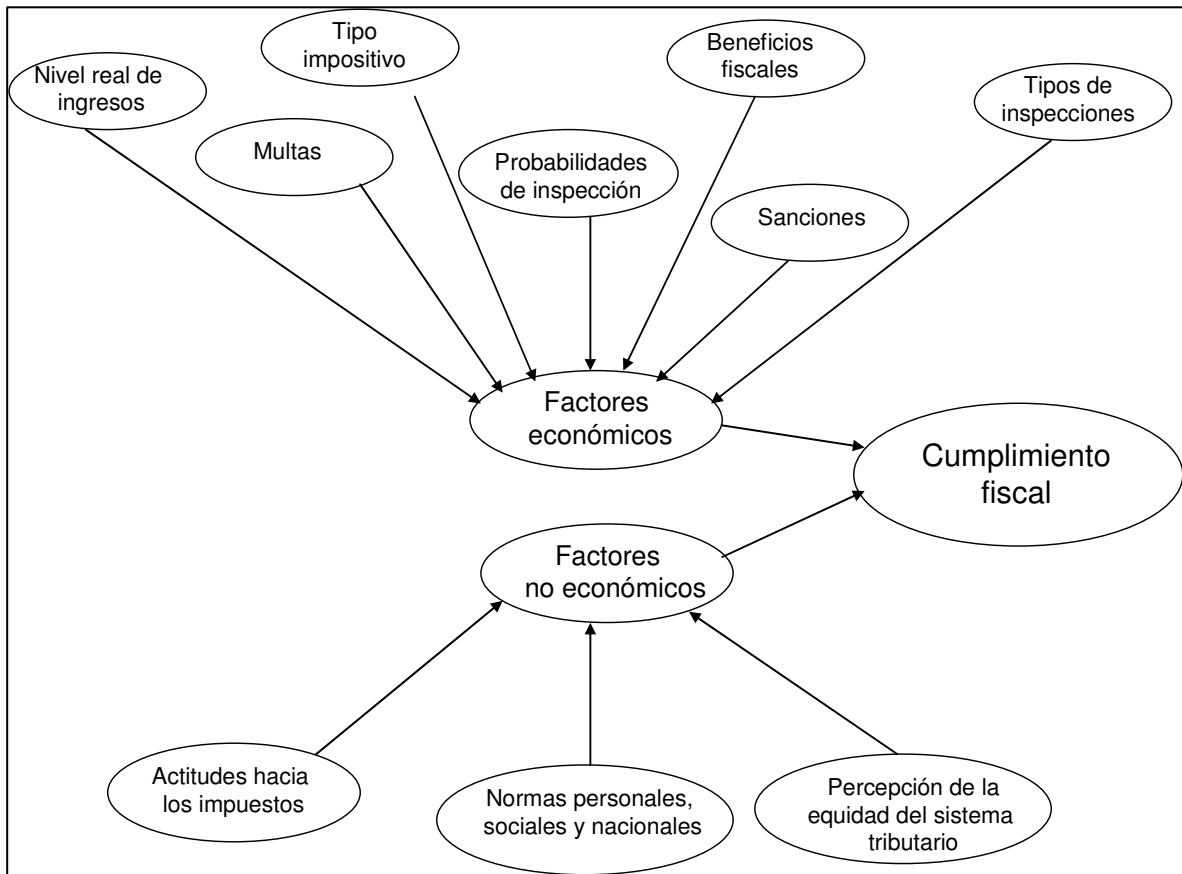 Tipo
impositivo
Beneficios
fiscales
Nivel real de
ingresos
Tipos de
inspecciones
Multas
Probabilidades
de inspección
Sanciones
Factores
económicos
Cumplimiento
fiscal
Factores
no económicos
Actitudes hacia
los impuestos
Normas personales,
sociales y nacionales
Percepción de la
equidad del sistema
tributario